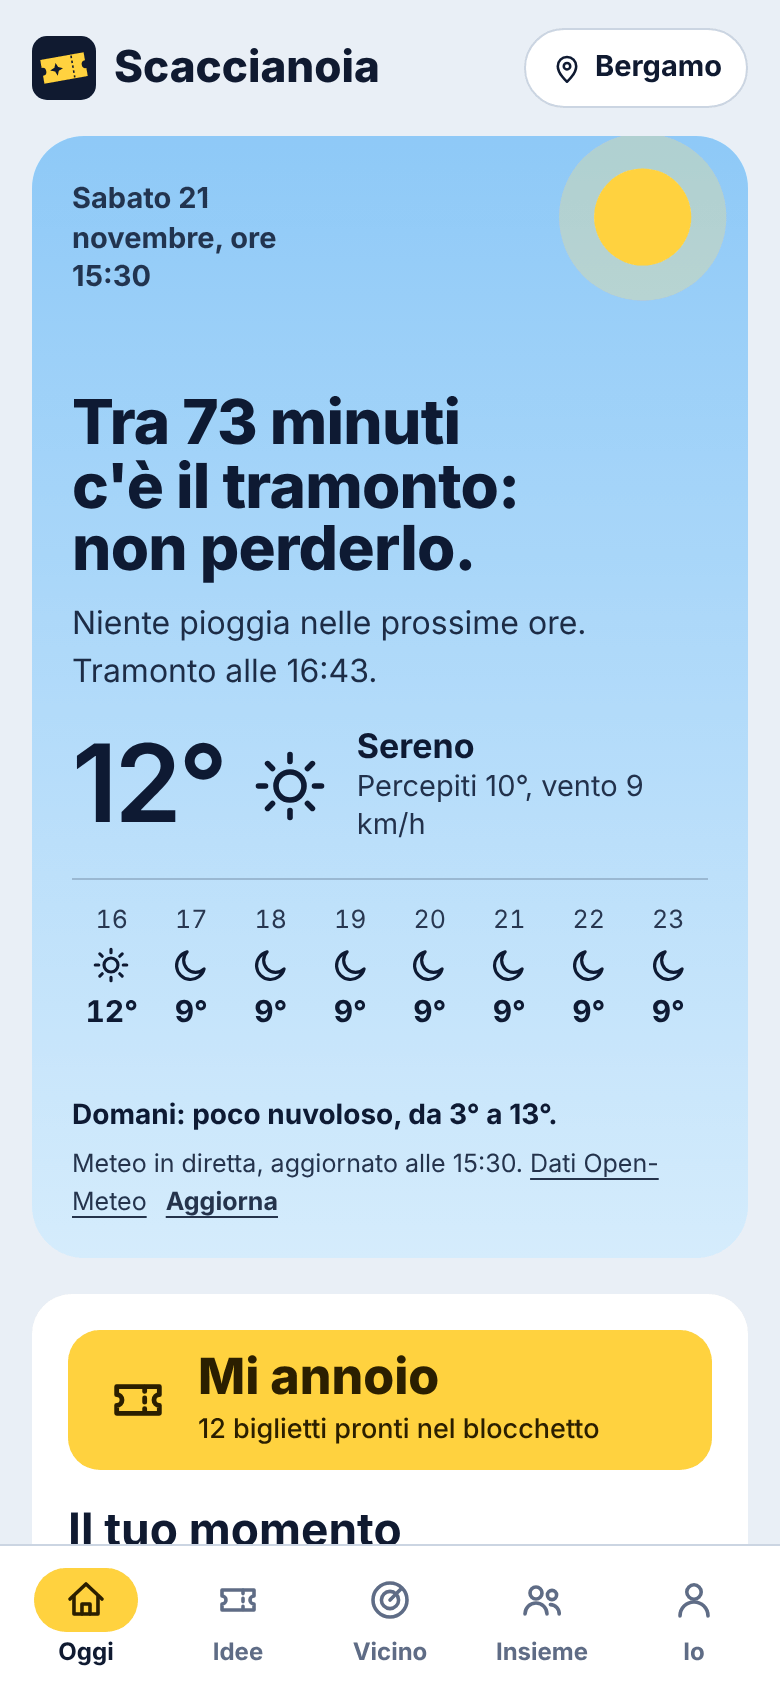 Scaccianoia
Bergamo
Sabato 21
novembre, ore
15:30
Tra 73 minuti
c'è il tramonto:
non perderlo.
Niente pioggia nelle prossime ore.
Tramonto alle 16:43.
12°
Sereno
Percepiti 10°, vento 9
km/h
16 17 18 19 20 21 22 23
12° 9° 9° 9° 9° 9° 9° 9°
Domani: poco nuvoloso, da 3° a 13°.
Meteo in diretta, aggiornato alle 15:30. Dati Open-
Meteo Aggiorna
Mi annoio
12 biglietti pronti nel blocchetto
Il tuo momento
Oggi Idee Vicino Insieme Io